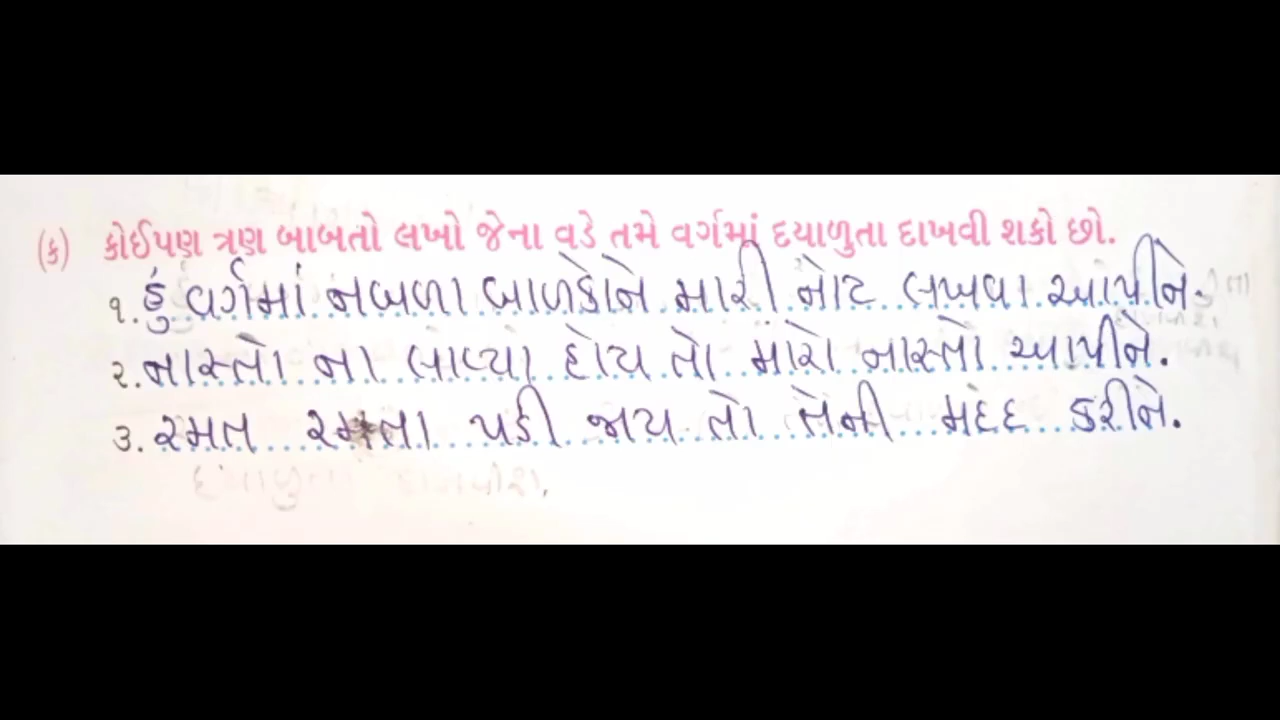 (ક) કોઈપણ ત્રણ બાબતો લખો જેના વડે તમે વર્ગમાં દયાળુતા દાખવી શકો છો.
૧. હું વર્ગમાં નબળા બાળકોને મારી નોટ લખવા આપીને.
૨. નાસ્તો ના લાવ્યા હોય તો મારો નાસ્તો આપીને.
૩. રમત રમતા પડી જાય તો તેની મદદ કરીને.